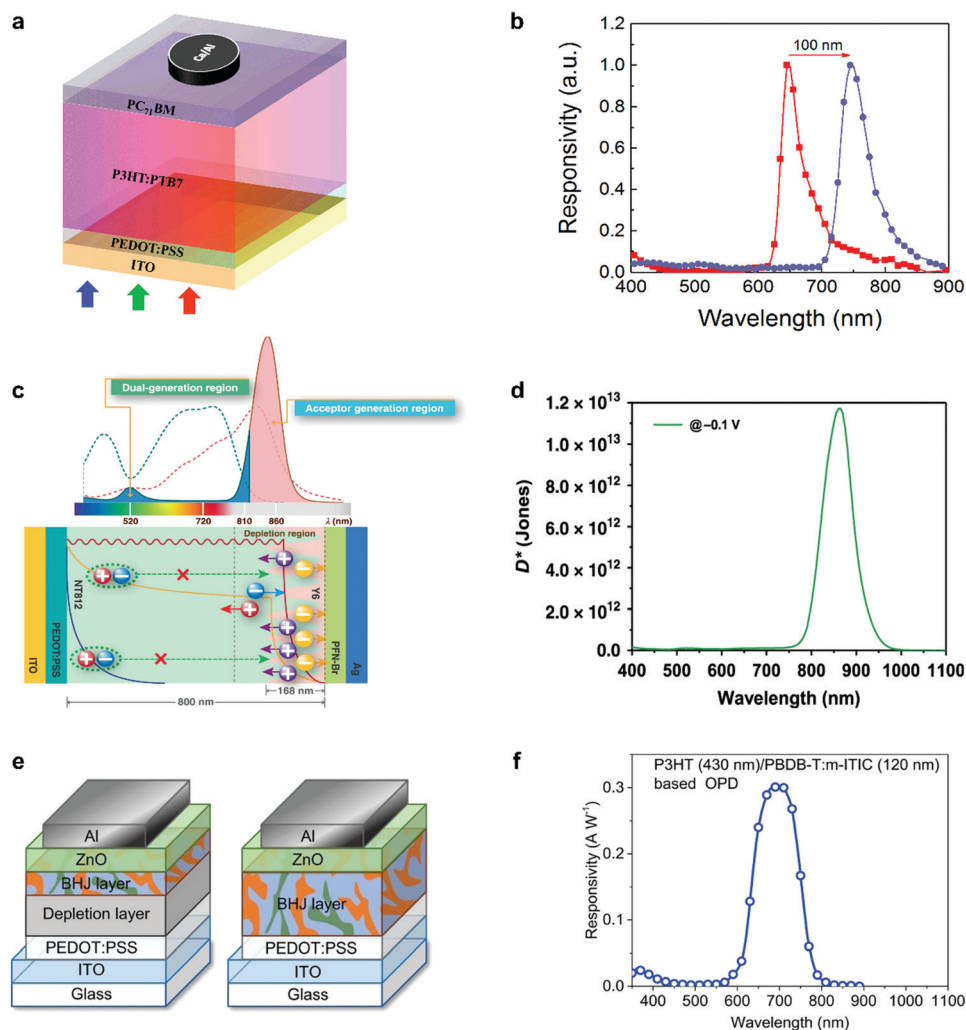 a
Ca/Al
PC71BM
P3HT:PTB7
PEDOT:PSS
ITO
b
Responsivity (a.u.)
1.0
0.8
0.6
0.4
0.2
0.0
100 nm
400 500 600 700 800 900
Wavelength (nm)
c
Dual-generation region
Acceptor generation region
520 720 810 860 λ (nm)
Depletion region
ITO
PEDOT:PSS
NT812
Y6
PFN-Br
Ag
168 nm
800 nm
d
D* (Jones)
1.2 × 10¹³
1.0 × 10¹³
8.0 × 10¹²
6.0 × 10¹²
4.0 × 10¹²
2.0 × 10¹²
0.0
@−0.1 V
400 500 600 700 800 900 1000 1100
Wavelength (nm)
e
Al
ZnO
BHJ layer
Depletion layer
PEDOT:PSS
ITO
Glass
Al
ZnO
BHJ layer
PEDOT:PSS
ITO
Glass
f
P3HT (430 nm)/PBDB-T:m-ITIC (120 nm)
based OPD
Responsivity (A W⁻¹)
0.3
0.2
0.1
0.0
400 500 600 700 800 900 1000 1100
Wavelength (nm)